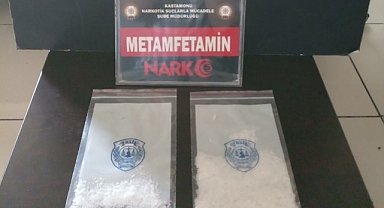 KASTAMONU
NARKOTİK SUÇLARLA MÜCADELE
ŞUBE MÜDÜRLÜĞÜ
METAMFETAMİN
NARKO